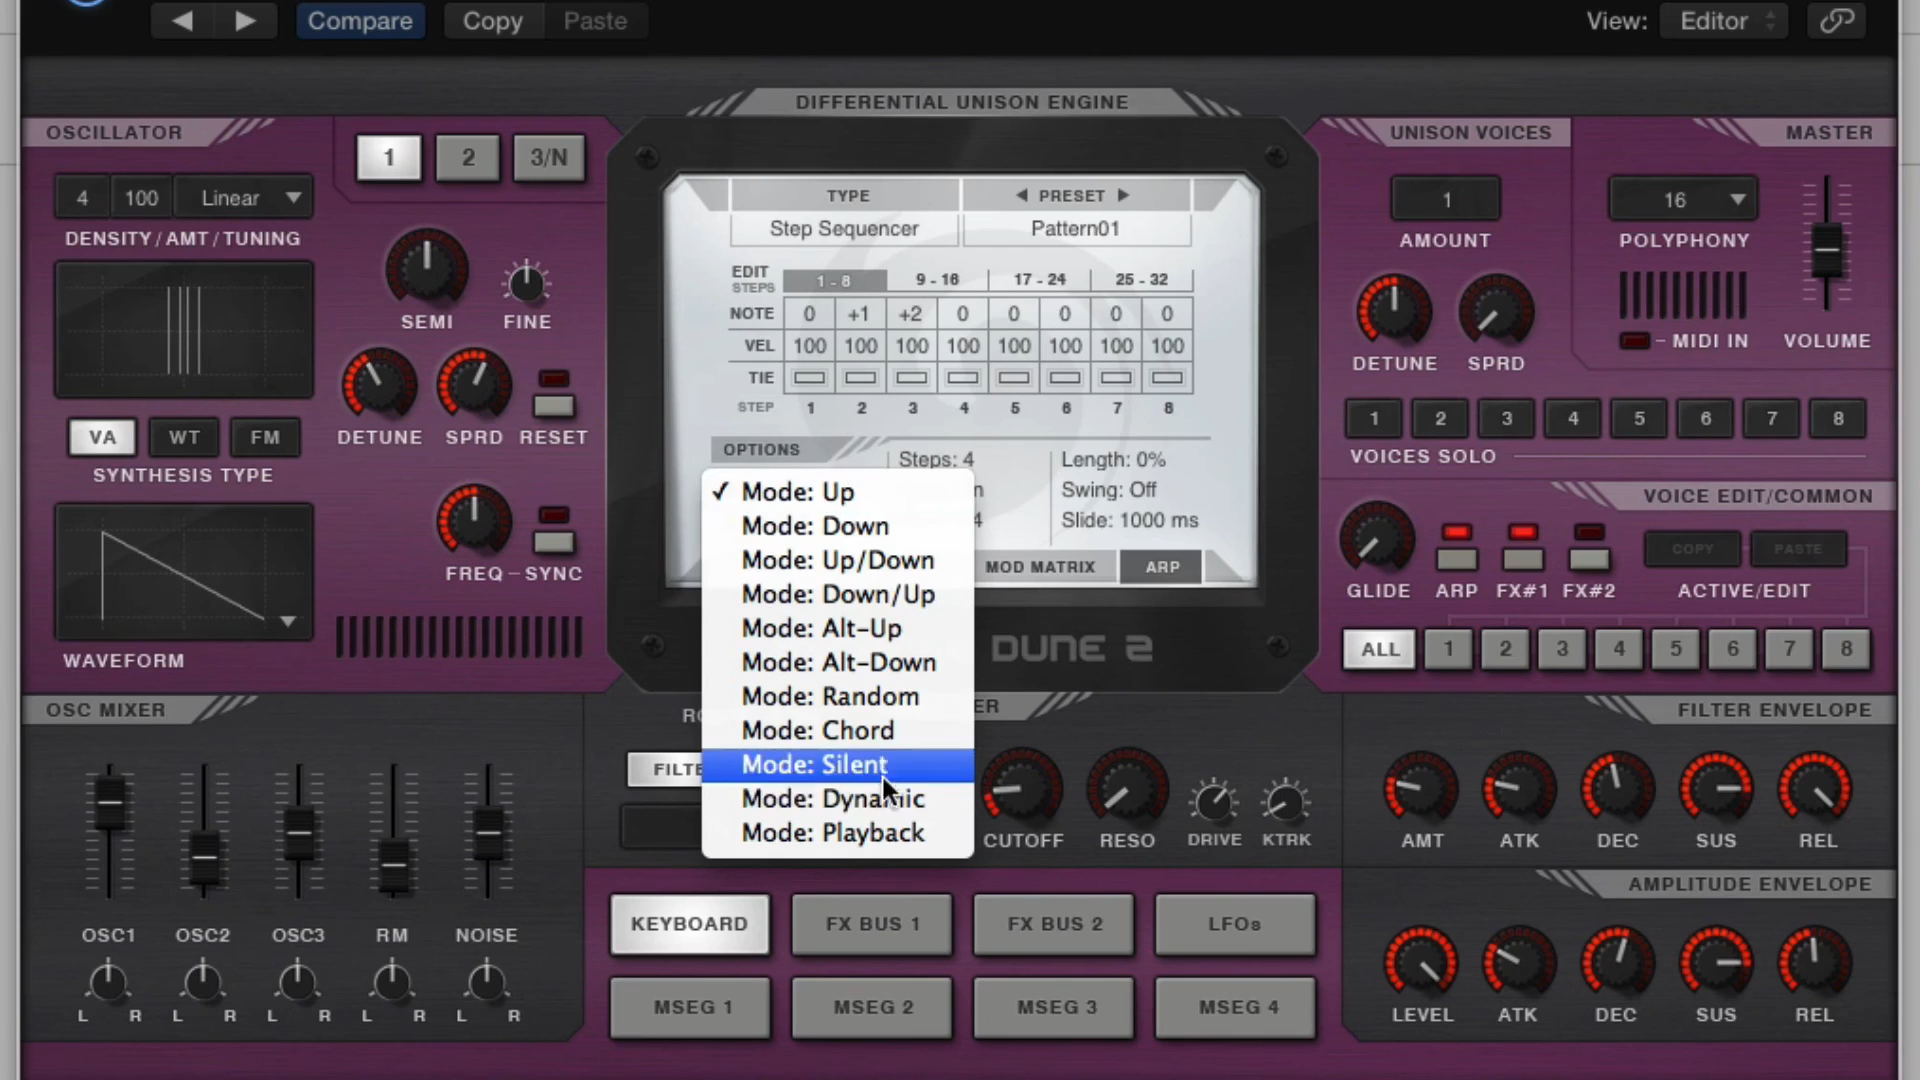 Compare
Copy
Paste
View:
Editor
DIFFERENTIAL UNISON ENGINE
OSCILLATOR
1
2
3/N
4
100
Linear
DENSITY / AMT / TUNING
SEMI
FINE
DETUNE
SPRD
RESET
VA
WT
FM
SYNTHESIS TYPE
FREQ – SYNC
WAVEFORM
TYPE
PRESET
Step Sequencer
Pattern01
EDIT
STEPS
1 - 8
9 - 16
17 - 24
25 - 32
NOTE 0 +1 +2 0 0 0 0 0
VEL 100 100 100 100 100 100 100 100
TIE
STEP 1 2 3 4 5 6 7 8
OPTIONS
Steps: 4
Length: 0%
Swing: Off
Slide: 1000 ms
✓ Mode: Up
Mode: Down
Mode: Up/Down
Mode: Down/Up
Mode: Alt-Up
Mode: Alt-Down
Mode: Random
Mode: Chord
Mode: Silent
Mode: Dynamic
Mode: Playback
MOD MATRIX
ARP
DUNE 2
UNISON VOICES
1
AMOUNT
DETUNE
SPRD
MASTER
16
POLYPHONY
– MIDI IN
VOLUME
1 2 3 4 5 6 7 8
VOICES SOLO
VOICE EDIT/COMMON
GLIDE
ARP
FX#1
FX#2
COPY
PASTE
ACTIVE/EDIT
ALL 1 2 3 4 5 6 7 8
OSC MIXER
OSC1
OSC2
OSC3
RM
NOISE
L R L R L R L R L R
CUTOFF
RESO
DRIVE
KTRK
FILTER ENVELOPE
AMT
ATK
DEC
SUS
REL
AMPLITUDE ENVELOPE
LEVEL
ATK
DEC
SUS
REL
KEYBOARD
FX BUS 1
FX BUS 2
LFOs
MSEG 1
MSEG 2
MSEG 3
MSEG 4